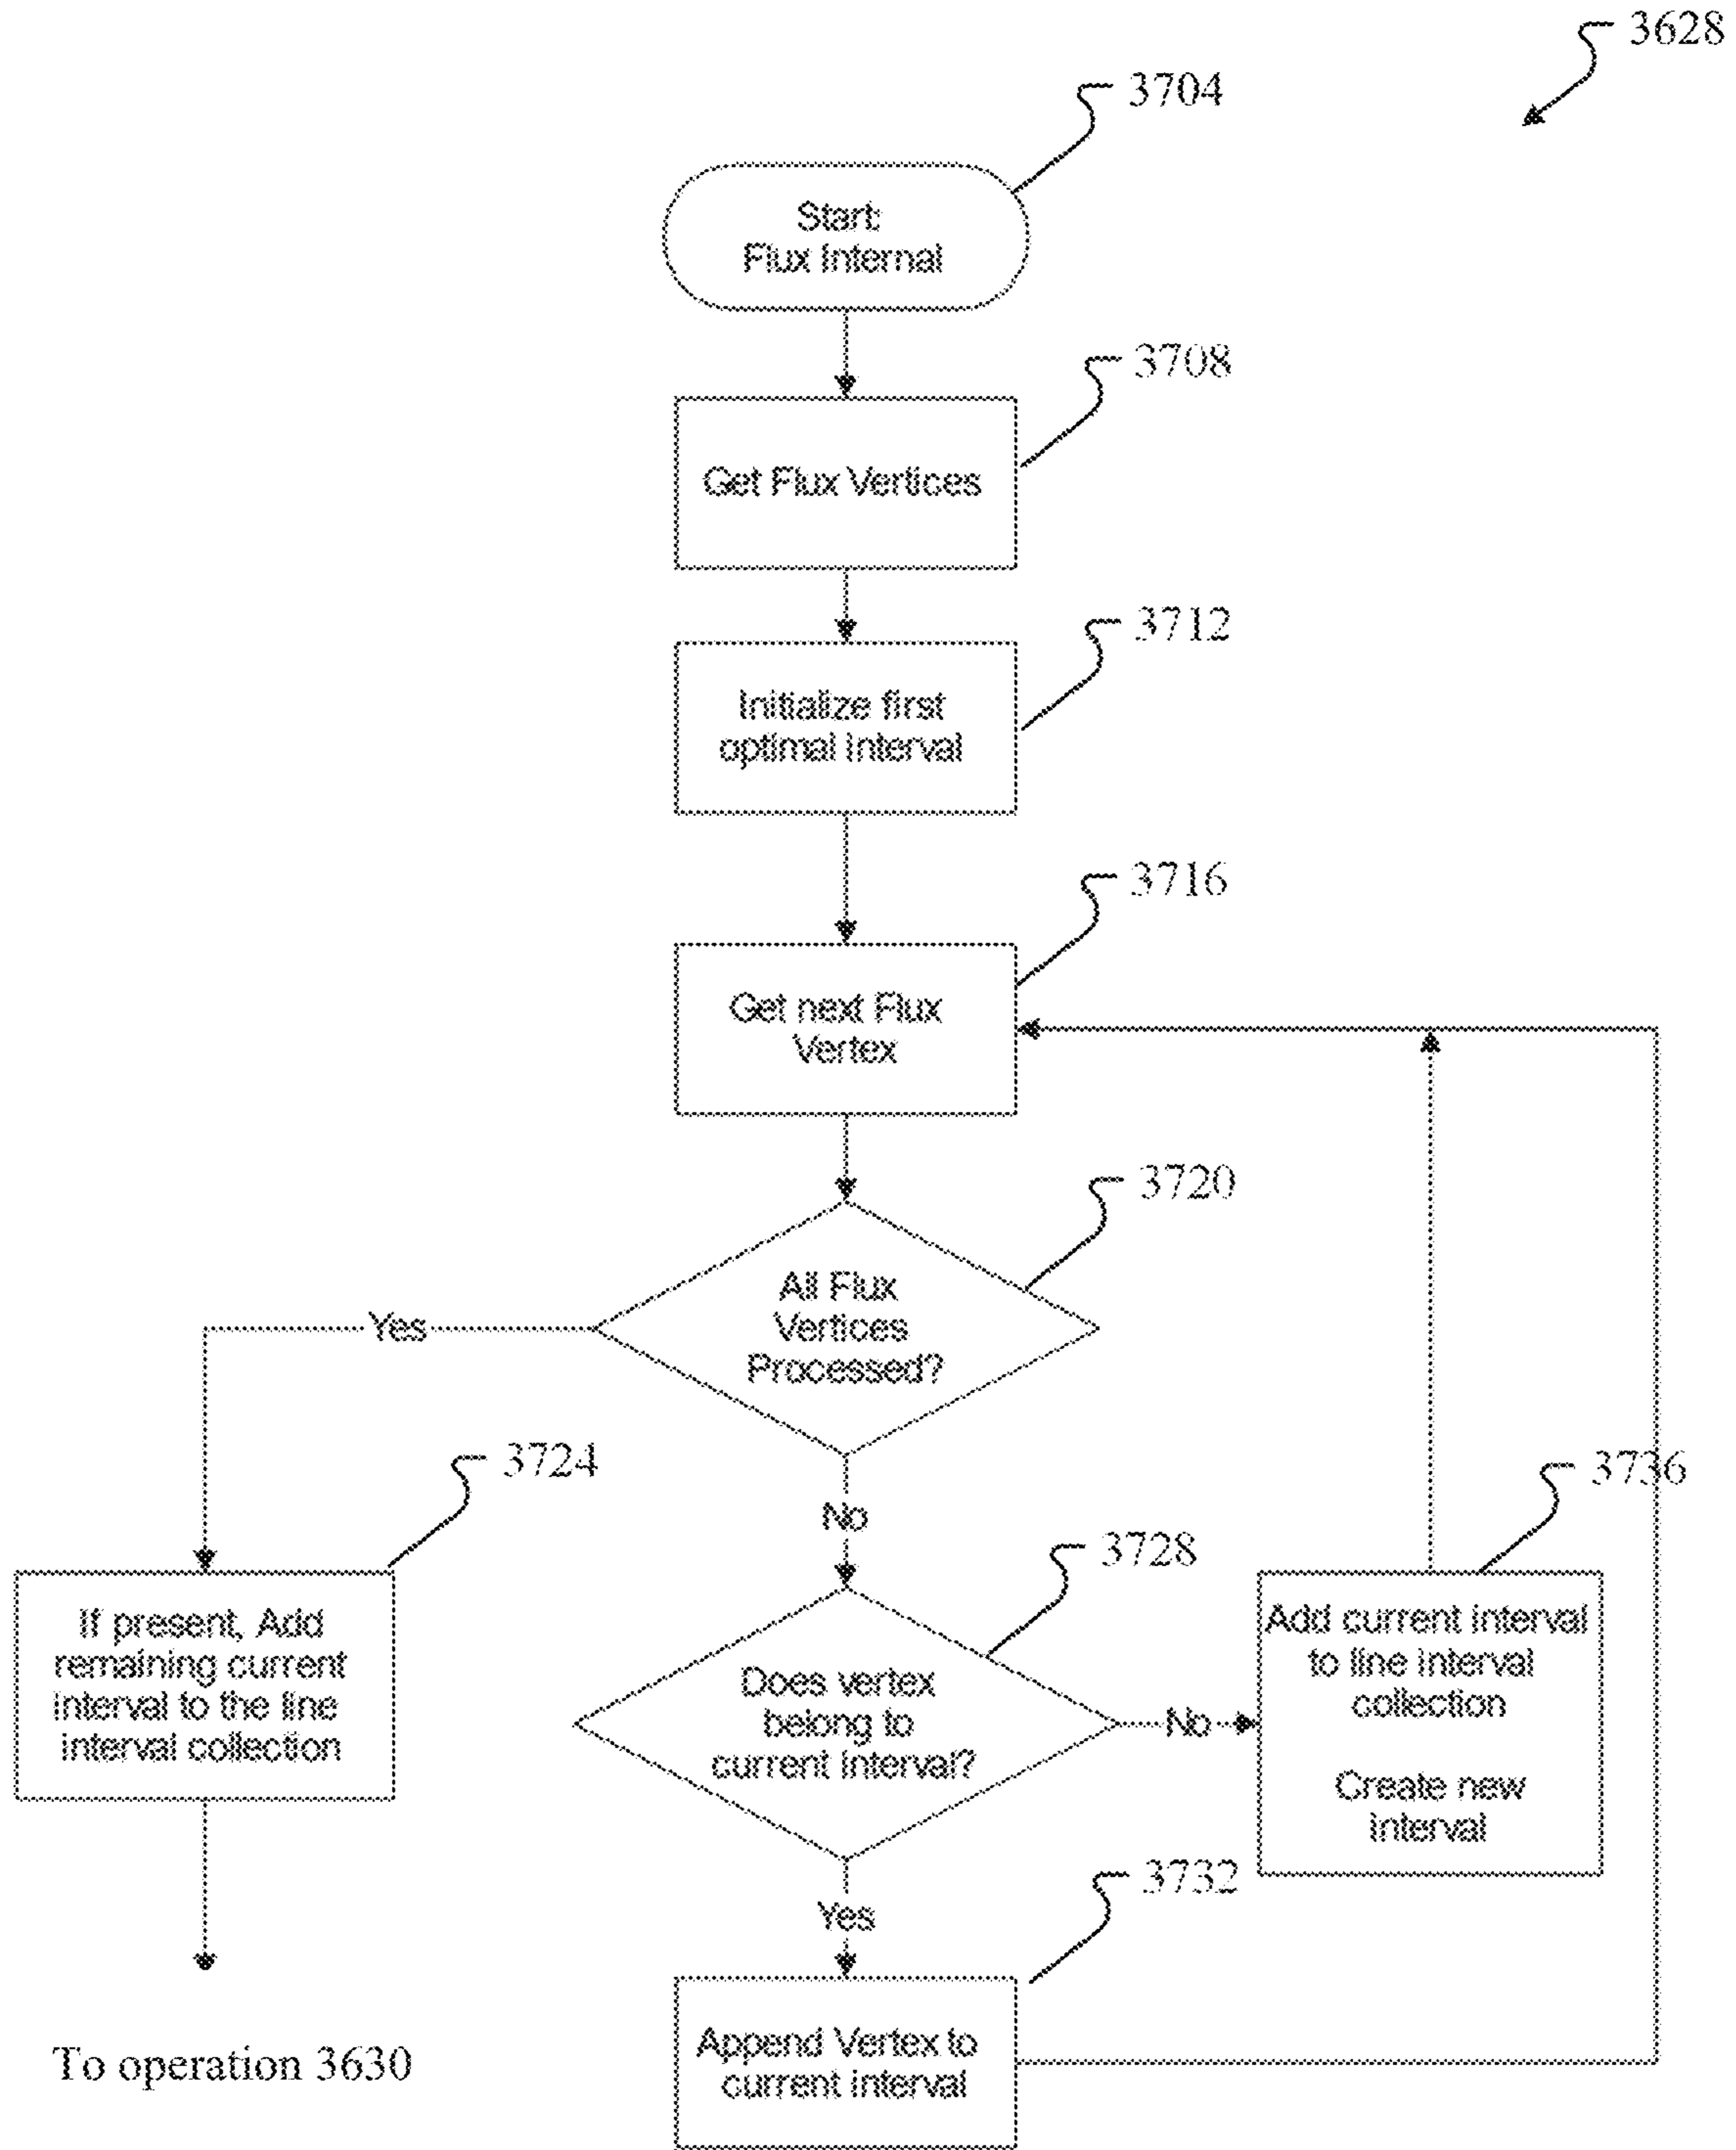 3628
3704
Start:
Flux Internal
3708
Get Flux Vertices
3712
Initialize first
optimal interval
3716
Get next Flux
Vertex
3720
All Flux
Vertices
Processed?
Yes
No
3724
If present, Add
remaining current
interval to the line
interval collection
To operation 3630
3728
Does vertex
belong to
current interval?
No
3736
Add current interval
to line interval
collection
Create new
interval
Yes
3732
Append Vertex to
current interval